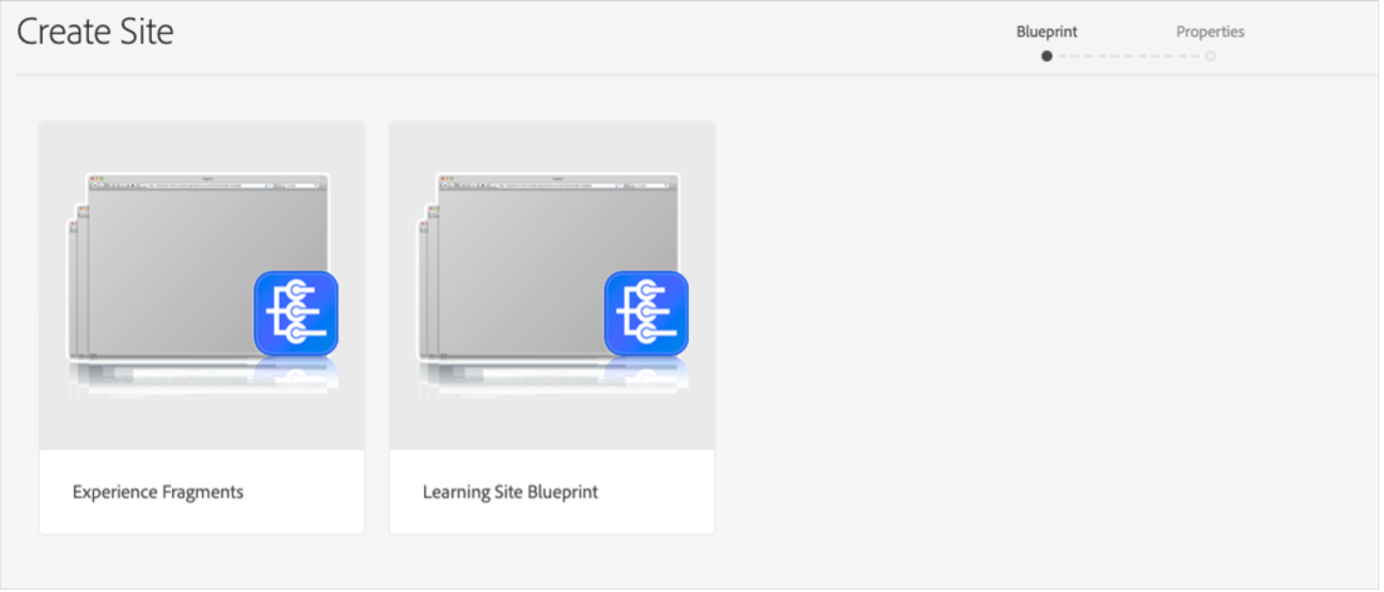 Create Site
Blueprint
Properties
Experience Fragments
Learning Site Blueprint